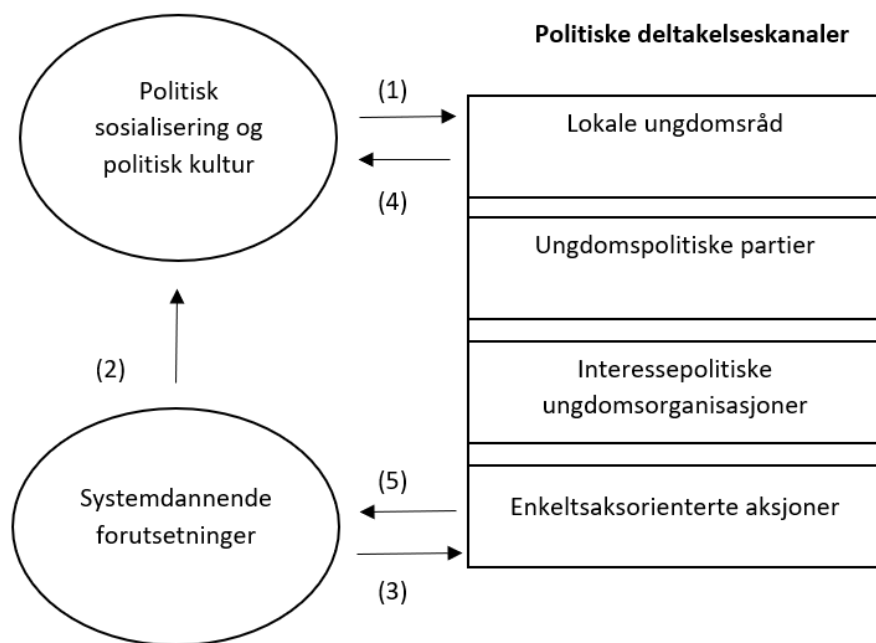 Politiske deltakelseskanaler
Politisk
sosialisering og
politisk kultur
(1)
(4)
Lokale ungdomsråd
Ungdomspolitiske partier
(2)
Interessepolitiske
ungdomsorganisasjoner
Systemdannende
forutsetninger
(5)
(3)
Enkeltsaksorienterte aksjoner